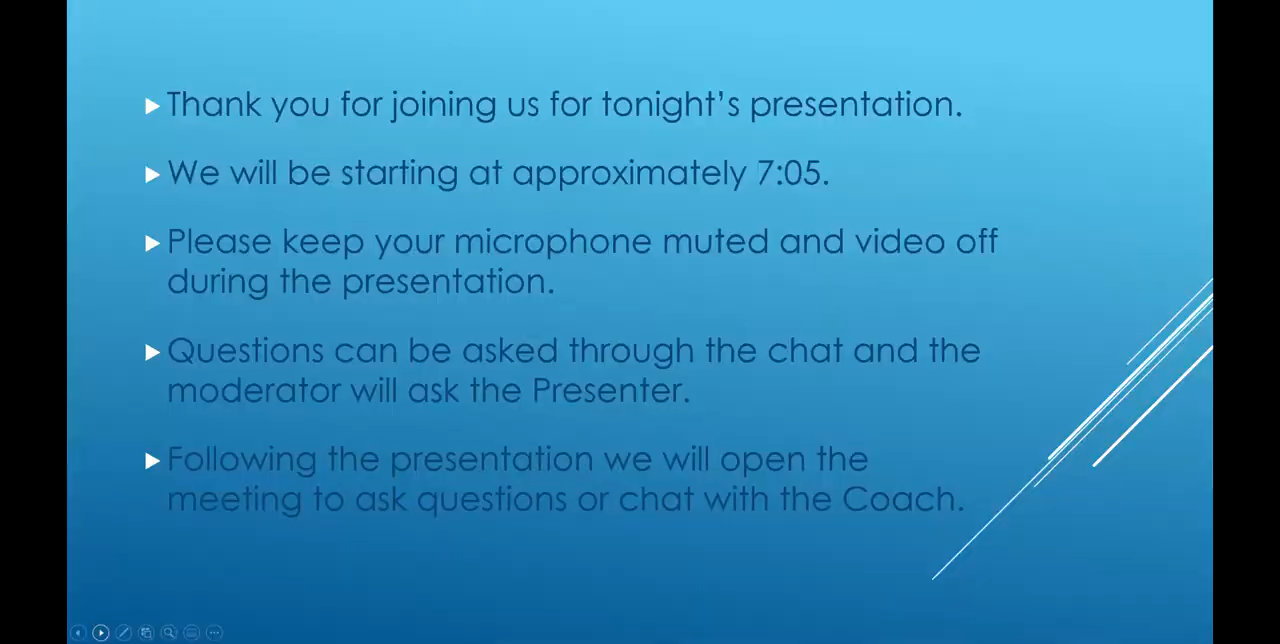 Thank you for joining us for tonight's presentation.
We will be starting at approximately 7:05.
Please keep your microphone muted and video off
during the presentation.
Questions can be asked through the chat and the
moderator will ask the Presenter.
Following the presentation we will open the
meeting to ask questions or chat with the Coach.